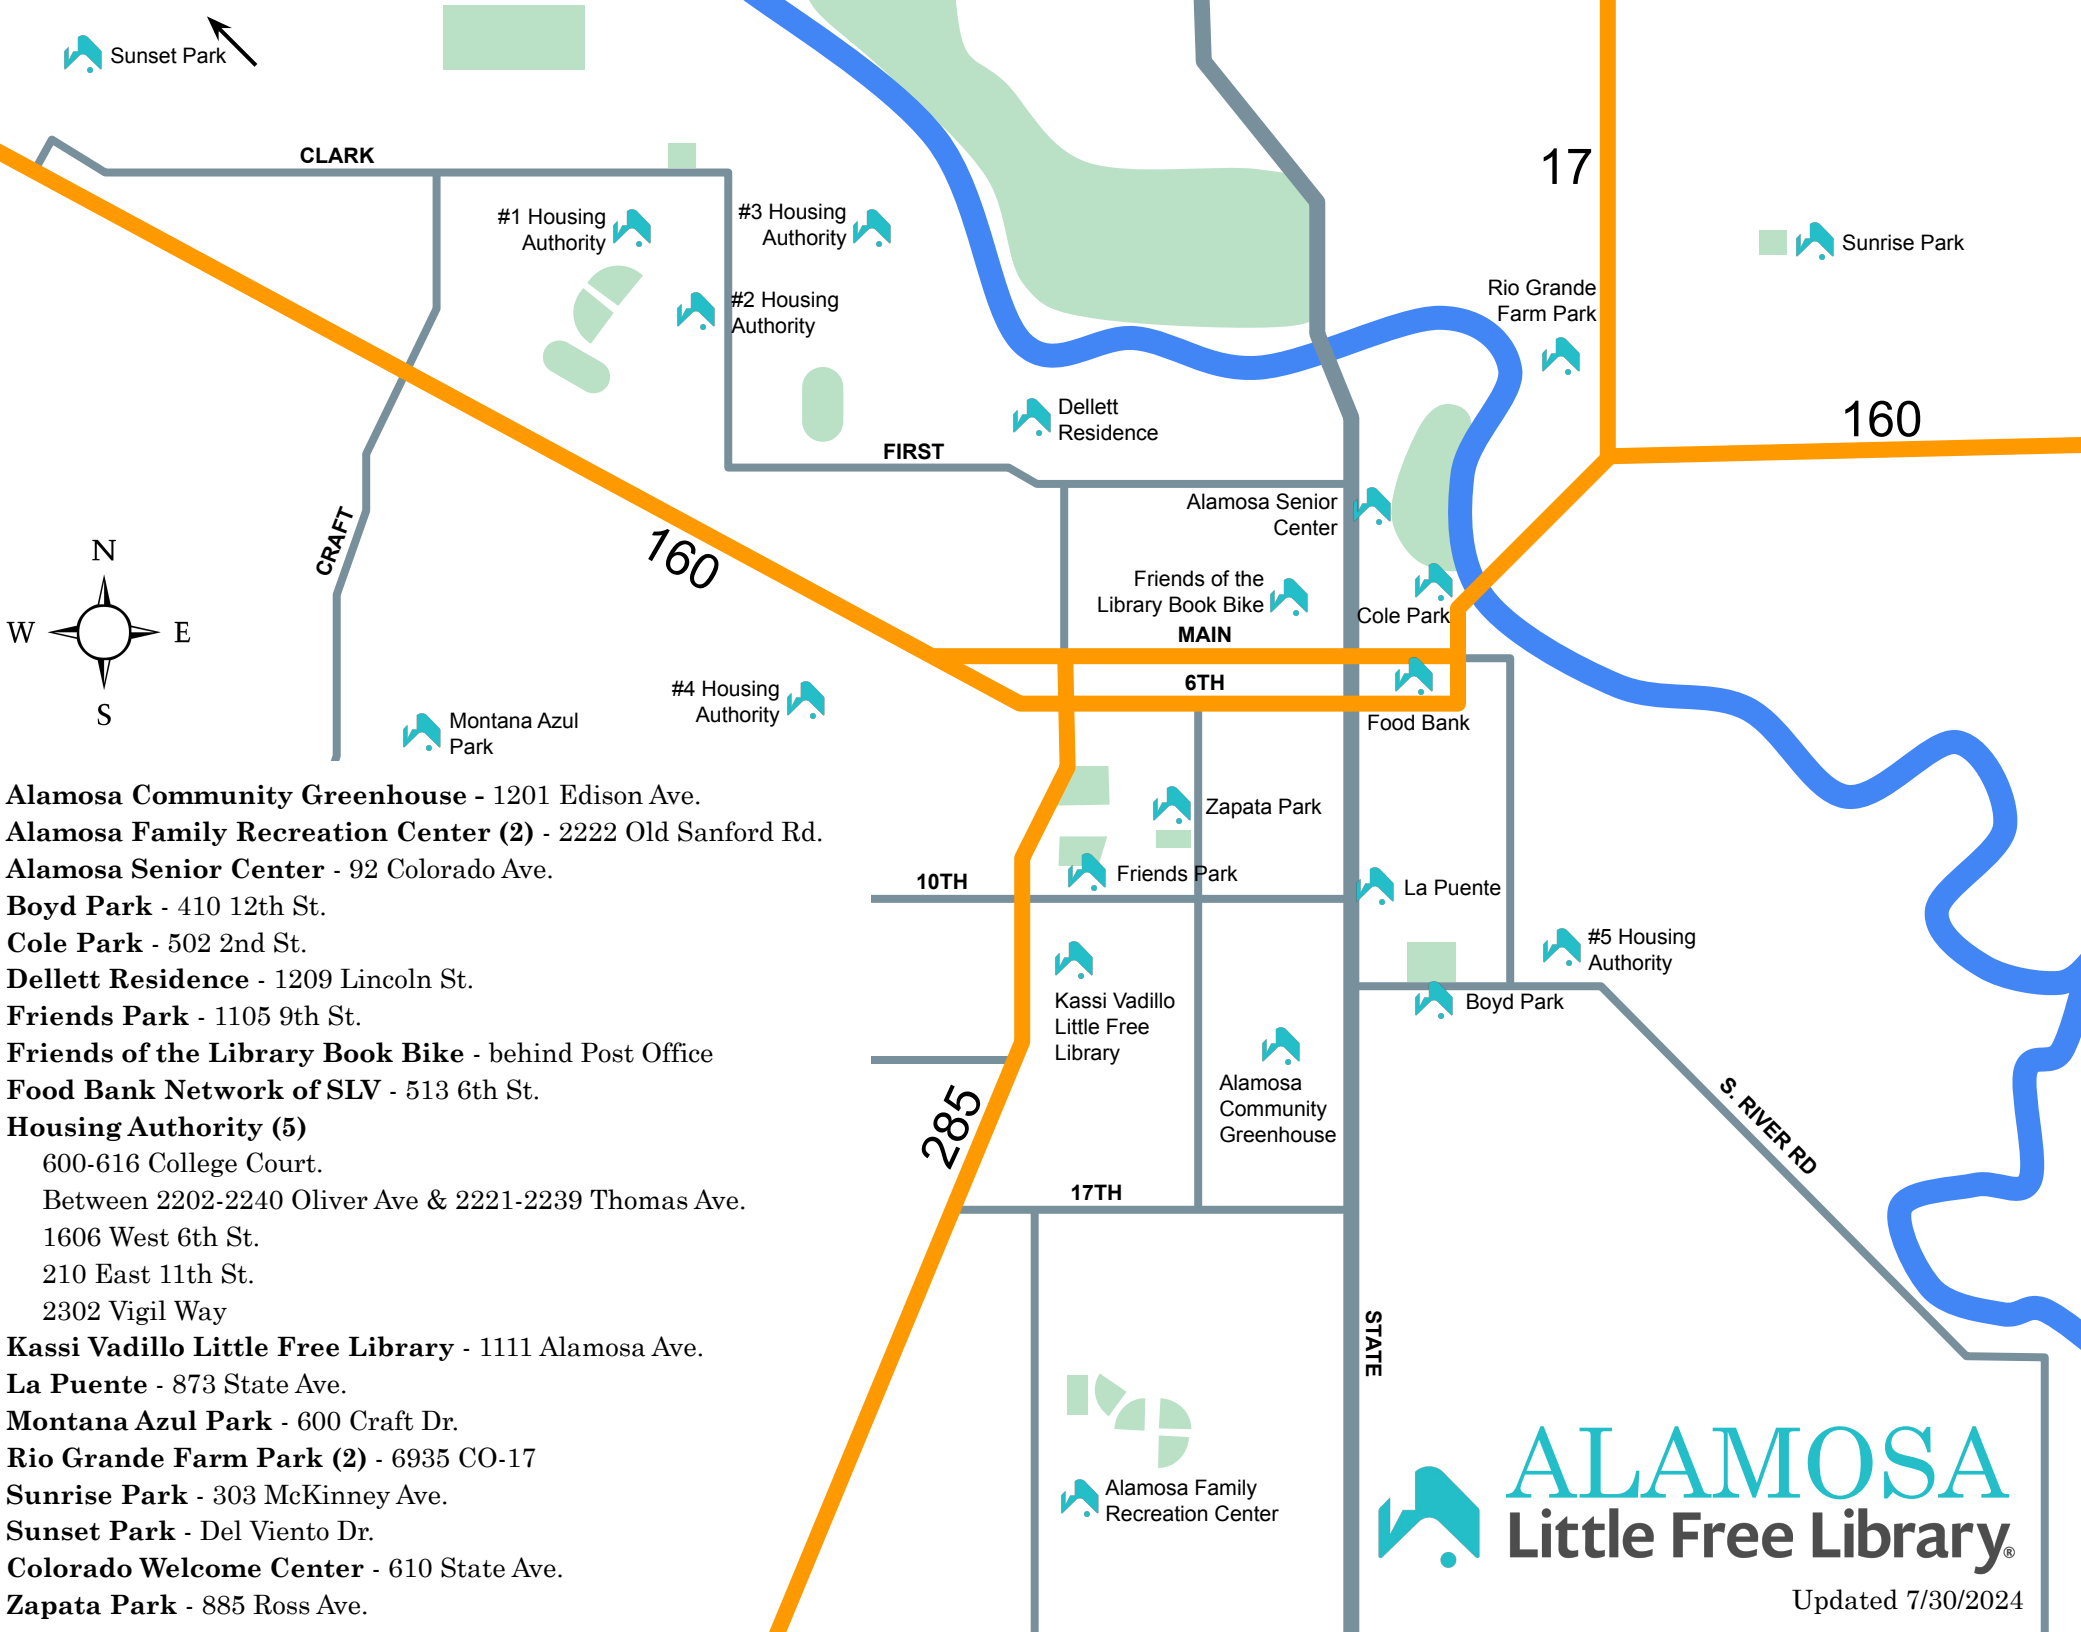 Sunset Park
CLARK
17
#1 Housing
Authority
#3 Housing
Authority
Sunrise Park
#2 Housing
Authority
Rio Grande
Farm Park
160
Dellett
Residence
FIRST
Alamosa Senior
Center
CRAFT
160
N
W
E
S
Friends of the
Library Book Bike
Cole Park
MAIN
6TH
#4 Housing
Authority
Montana Azul
Park
Food Bank
Zapata Park
Friends Park
10TH
La Puente
#5 Housing
Authority
Kassi Vadillo
Little Free
Library
Boyd Park
Alamosa
Community
Greenhouse
285
S. RIVER RD
17TH
STATE
Alamosa Family
Recreation Center
Alamosa Community Greenhouse - 1201 Edison Ave.
Alamosa Family Recreation Center (2) - 2222 Old Sanford Rd.
Alamosa Senior Center - 92 Colorado Ave.
Boyd Park - 410 12th St.
Cole Park - 502 2nd St.
Dellett Residence - 1209 Lincoln St.
Friends Park - 1105 9th St.
Friends of the Library Book Bike - behind Post Office
Food Bank Network of SLV - 513 6th St.
Housing Authority (5)
600-616 College Court.
Between 2202-2240 Oliver Ave & 2221-2239 Thomas Ave.
1606 West 6th St.
210 East 11th St.
2302 Vigil Way
Kassi Vadillo Little Free Library - 1111 Alamosa Ave.
La Puente - 873 State Ave.
Montana Azul Park - 600 Craft Dr.
Rio Grande Farm Park (2) - 6935 CO-17
Sunrise Park - 303 McKinney Ave.
Sunset Park - Del Viento Dr.
Colorado Welcome Center - 610 State Ave.
Zapata Park - 885 Ross Ave.
ALAMOSA
Little Free Library®
Updated 7/30/2024